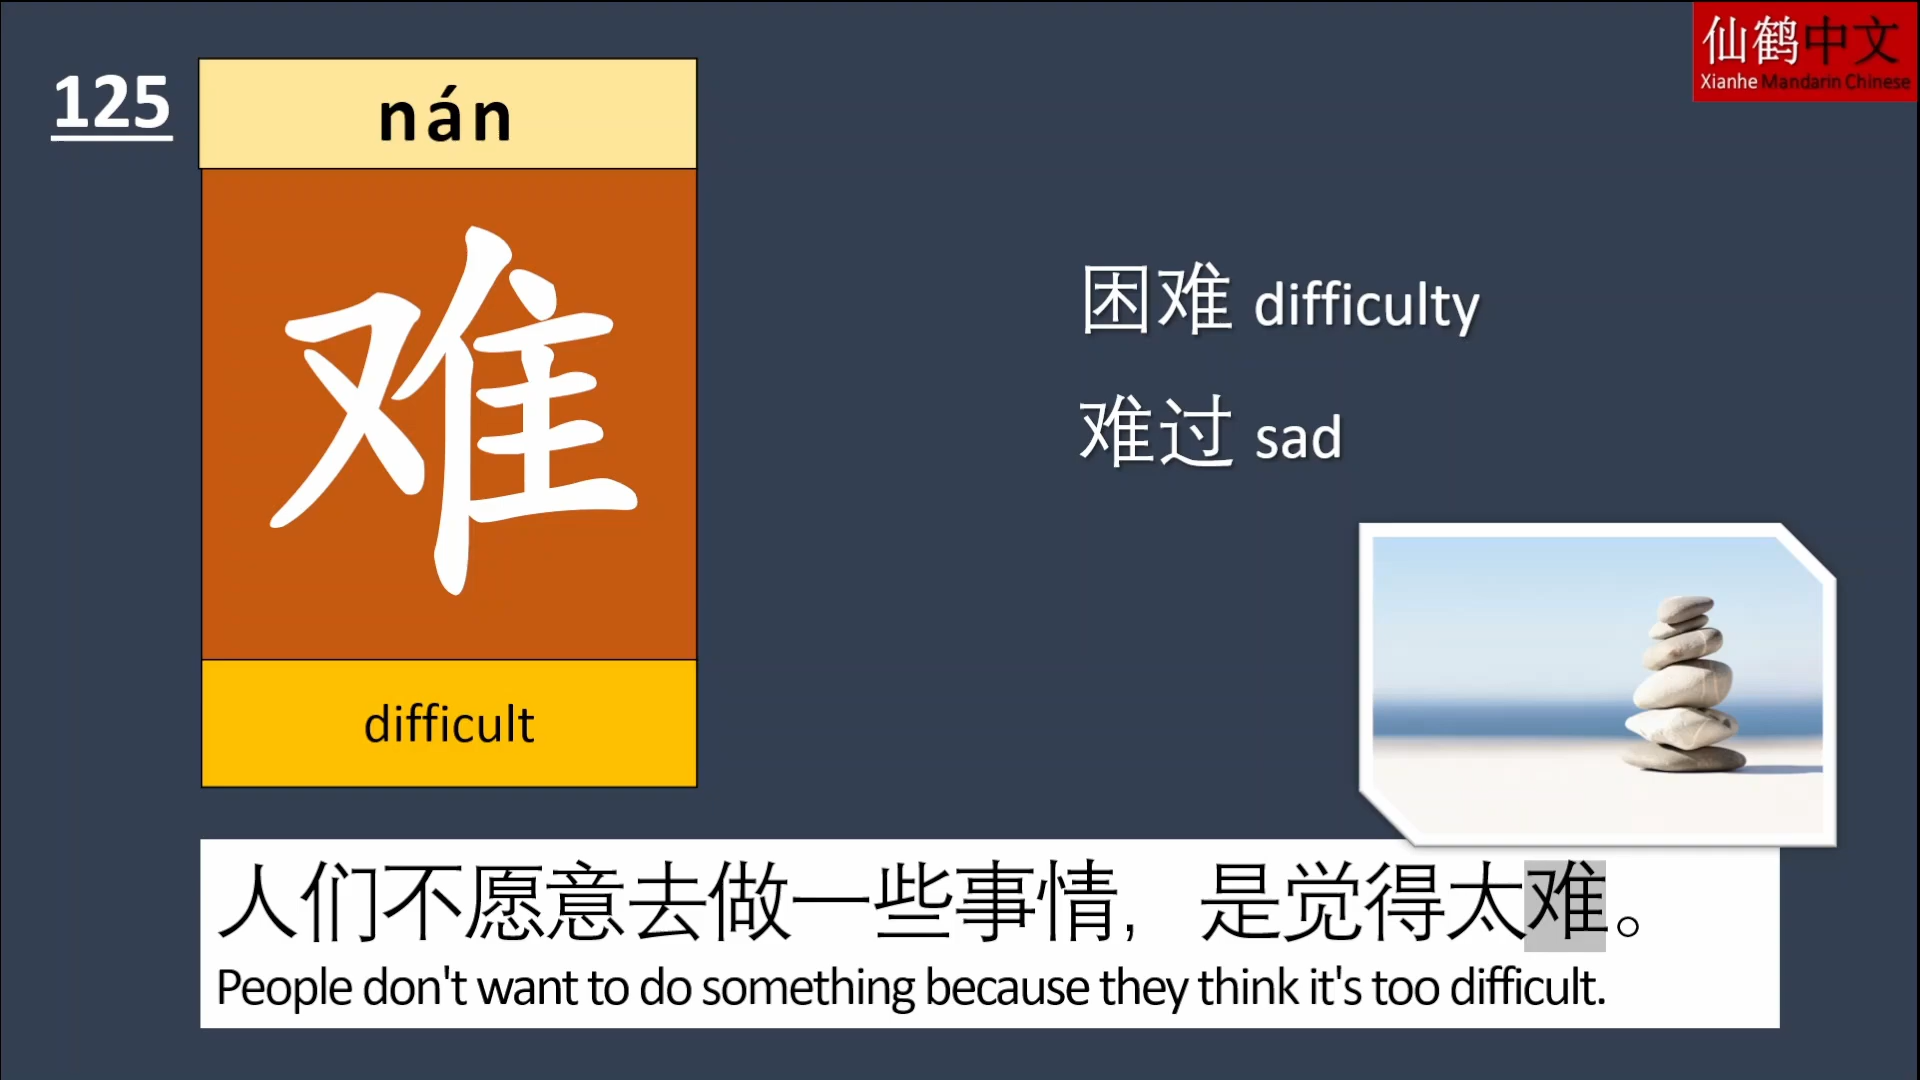 125
nán
难
difficult
仙鹤中文
Xianhe Mandarin Chinese
困难 difficulty
难过 sad
人们不愿意去做一些事情, 是觉得太难。
People don't want to do something because they think it's too difficult.